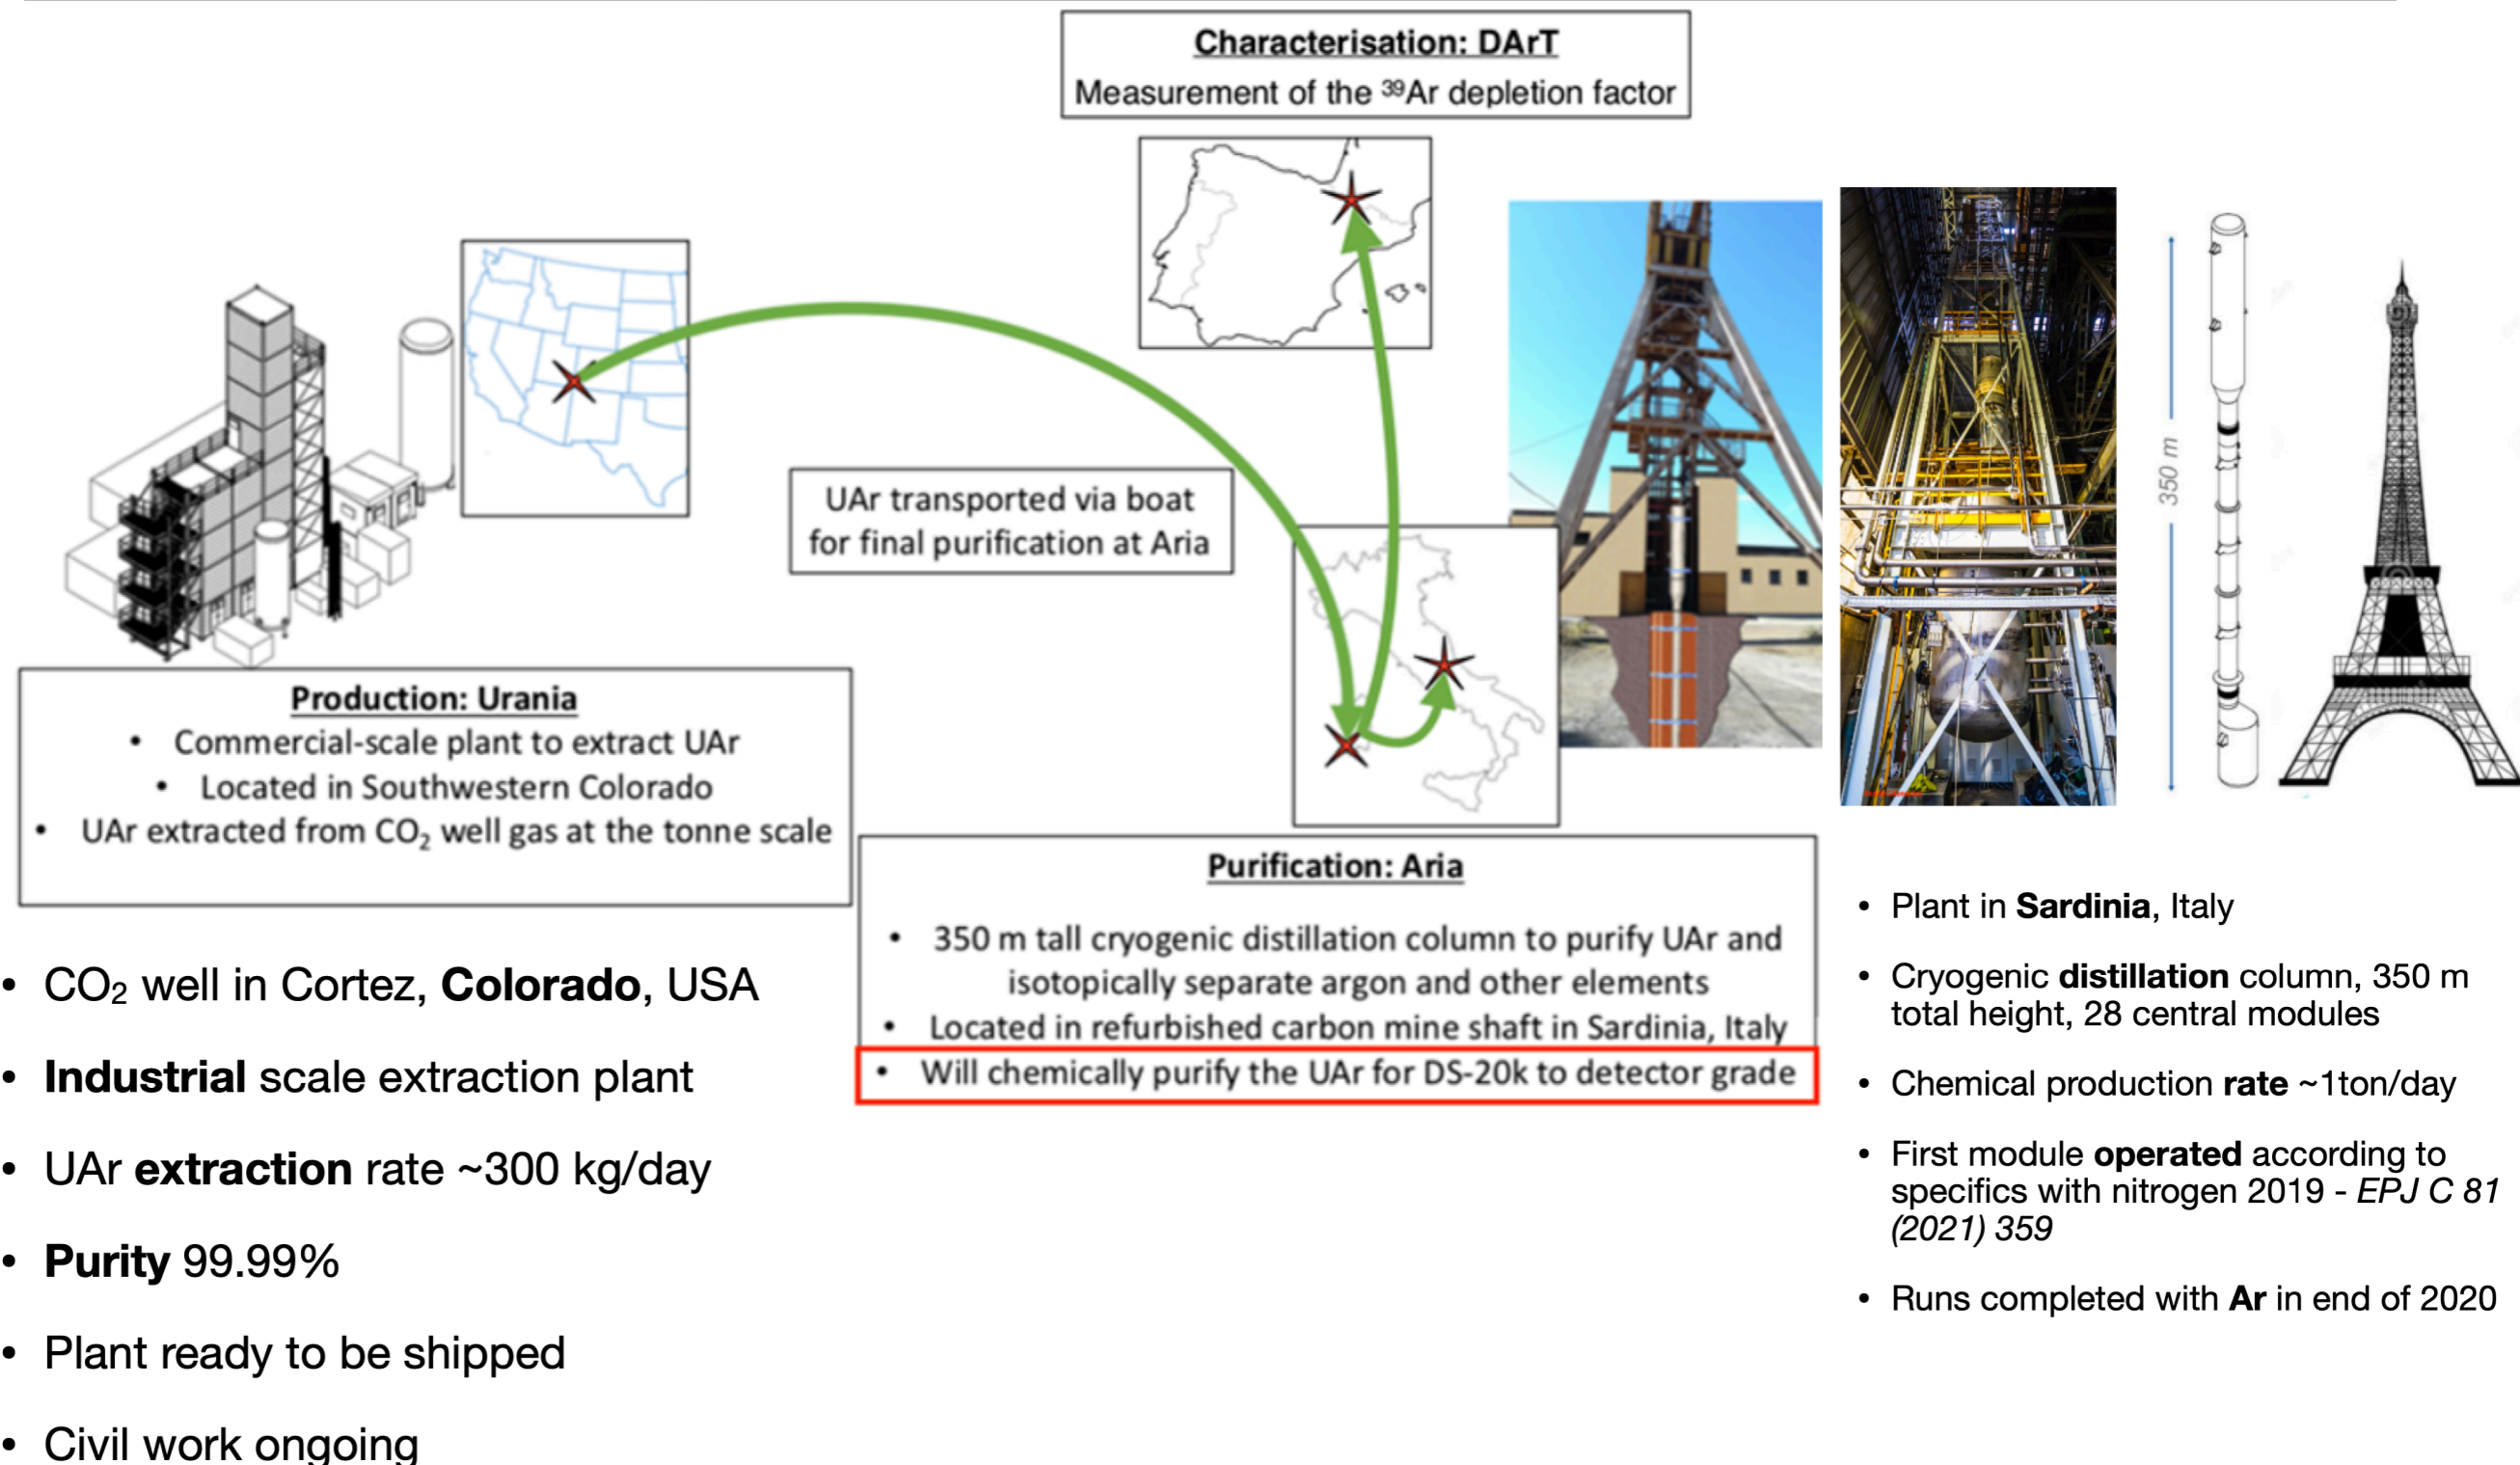 Characterisation: DArT
Measurement of the ³⁹Ar depletion factor
UAr transported via boat
for final purification at Aria
350 m
Production: Urania
• Commercial-scale plant to extract UAr
• Located in Southwestern Colorado
• UAr extracted from CO₂ well gas at the tonne scale
• CO₂ well in Cortez, Colorado, USA
• Industrial scale extraction plant
• UAr extraction rate ~300 kg/day
• Purity 99.99%
• Plant ready to be shipped
• Civil work ongoing
Purification: Aria
• 350 m tall cryogenic distillation column to purify UAr and
isotopically separate argon and other elements
• Located in refurbished carbon mine shaft in Sardinia, Italy
• Will chemically purify the UAr for DS-20k to detector grade
• Plant in Sardinia, Italy
• Cryogenic distillation column, 350 m
total height, 28 central modules
• Chemical production rate ~1ton/day
• First module operated according to
specifics with nitrogen 2019 - EPJ C 81
(2021) 359
• Runs completed with Ar in end of 2020